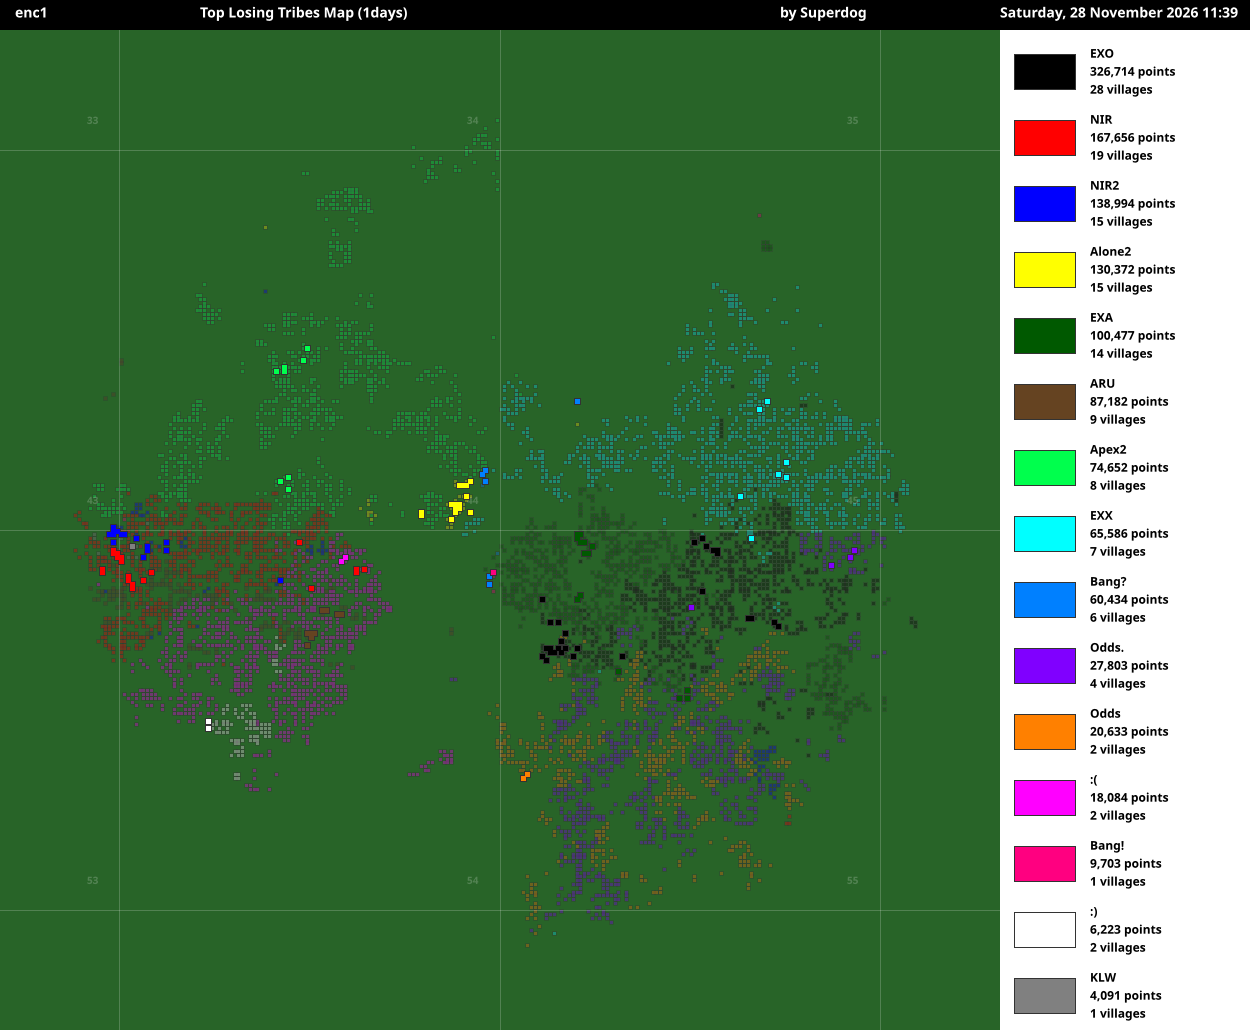 enc1 Top Losing Tribes Map (1days) by Superdog Saturday, 28 November 2026 11:39
33 34 35
43 44 45
53 54 55
EXO
326,714 points
28 villages
NIR
167,656 points
19 villages
NIR2
138,994 points
15 villages
Alone2
130,372 points
15 villages
EXA
100,477 points
14 villages
ARU
87,182 points
9 villages
Apex2
74,652 points
8 villages
EXX
65,586 points
7 villages
Bang?
60,434 points
6 villages
Odds.
27,803 points
4 villages
Odds
20,633 points
2 villages
:(
18,084 points
2 villages
Bang!
9,703 points
1 villages
:)
6,223 points
2 villages
KLW
4,091 points
1 villages